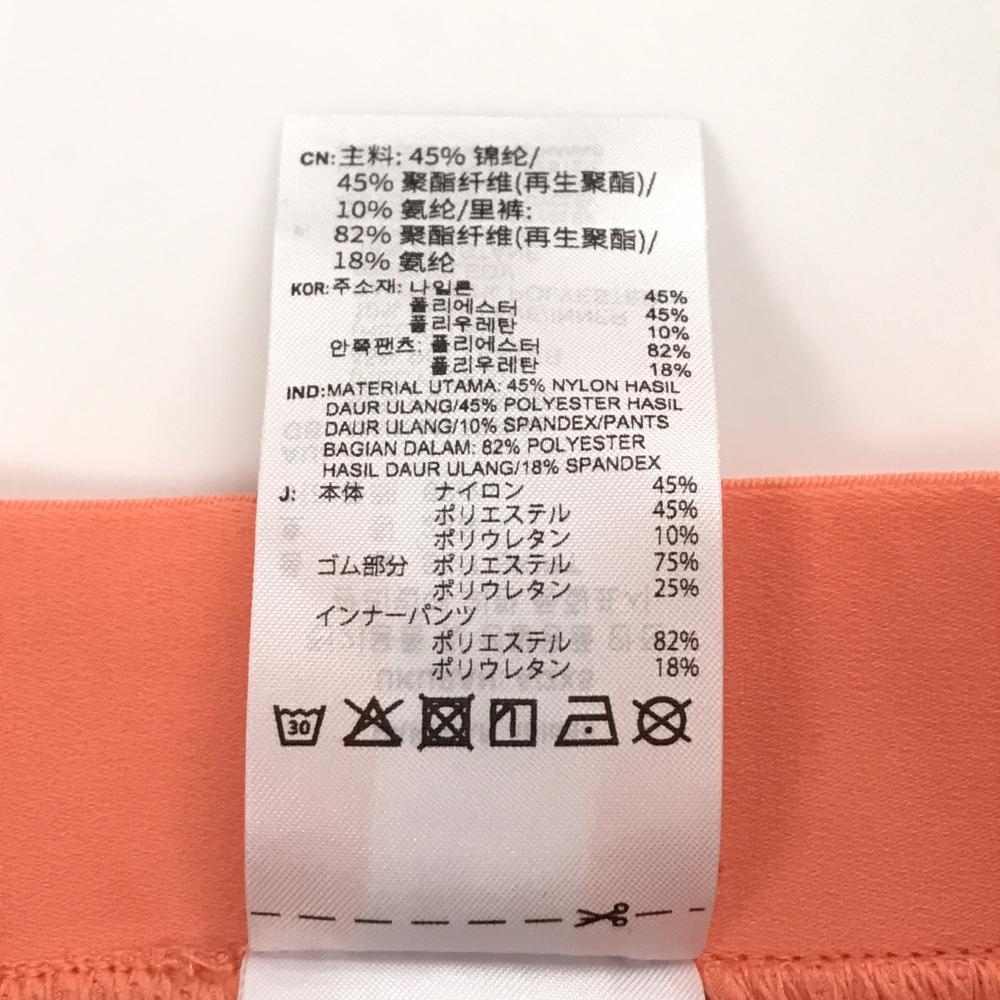 CN:主料: 45% 锦纶/
45% 聚酯纤维(再生聚酯)/
10% 氨纶/里裤:
82% 聚酯纤维(再生聚酯)/
18% 氨纶
KOR:주소재: 나일론 45%
폴리에스터 45%
폴리우레탄 10%
안쪽팬츠: 폴리에스터 82%
폴리우레탄 18%
IND:MATERIAL UTAMA: 45% NYLON HASIL
DAUR ULANG/45% POLYESTER HASIL
DAUR ULANG/10% SPANDEX/PANTS
BAGIAN DALAM: 82% POLYESTER
HASIL DAUR ULANG/18% SPANDEX
J: 本体 ナイロン 45%
ポリエステル 45%
ポリウレタン 10%
ゴム部分 ポリエステル 75%
ポリウレタン 25%
インナーパンツ
ポリエステル 82%
ポリウレタン 18%
30